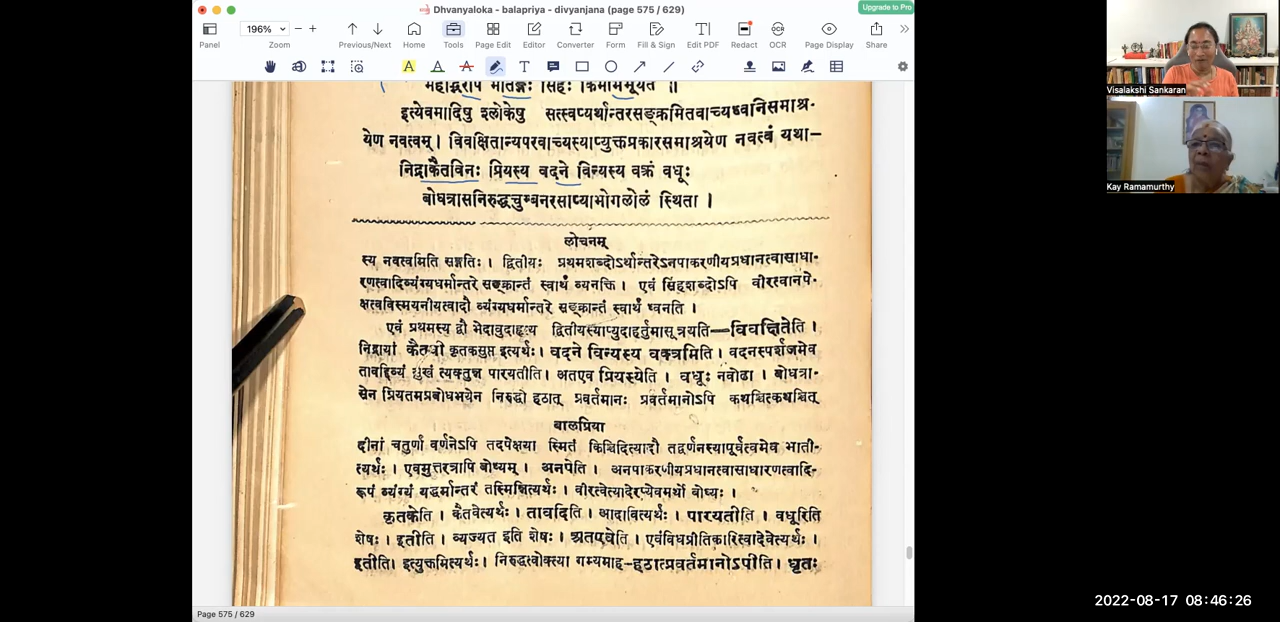 Dhvanyaloka - balapriya - divyanjana (page 575 / 629)
Upgrade to Pro
196%
Panel Zoom Previous/Next Home Tools Page Edit Editor Converter Form Fill & Sign Edit PDF Redact OCR Page Display Share
महद्भिरपि मातङ्गैः सिंहः किमभिभूयते ॥
इत्येवमादिषु श्लोकेषु सत्स्वप्यर्थान्तरसङ्क्रमितवाच्यध्वनिसमाश्र-
येण नवत्वम् । विवक्षितान्यपरवाच्यस्याप्युक्तप्रकारसमाश्रयेण नवत्वं यथा—
निद्राकैतविनः प्रियस्य वदने विन्यस्य वक्त्रं वधूः
बोधत्रासनिरुद्धचुम्बनरसाप्याभोगलोलं स्थिता ।
लोचनम्
स्य नवत्वमिति सङ्गतिः । द्वितीयः प्रथमशब्दोऽर्थान्तरेऽनपाकरणीयप्रधानत्वासाधा-
रणत्वादिव्यंग्यधर्मान्तरे सङ्क्रान्तं स्वार्थं व्यनक्ति । एवं सिंहशब्दोऽपि वीरत्वानपे-
क्षत्वविस्मयनीयत्वादौ व्यंग्यधर्मान्तरे सङ्क्रान्तं स्वार्थं ध्वनति ।
एवं प्रथमस्य द्वौ भेदावुदाहृत्य द्वितीयस्याप्युदाहर्तुमासूत्रयति—विवक्षितेति ।
निद्रायां कैतवी कृतकसुप्त इत्यर्थः । वदने विन्यस्य वक्त्रमिति । वदनस्पर्शजमेव
तावद्दिव्यं सुखं त्यक्तुन्न पारयतीति । अतएव प्रियस्येति । वधूः नवोढा । बोधत्रा-
सेन प्रियतमप्रबोधभयेन निरुद्धो हठात् प्रवर्तमानः प्रवर्तमानोऽपि कथञ्चित्कथञ्चित्
बालप्रिया
दीनां चतुर्णां वर्णनेऽपि तदपेक्षया स्मितं किञ्चिदित्यादौ तद्वर्णनस्यापूर्वत्वमेव भाती-
त्यर्थः । एवमुत्तरत्रापि बोध्यम् । अनपेति । अनपाकरणीयप्रधानत्वासाधारणत्वादि-
रूपं व्यंग्यं यद्धर्मान्तरं तस्मिन्नित्यर्थः । वीरत्वेत्यादेरप्येवमर्थो बोध्यः ।
कृतकेति । कैतवेत्यर्थः । तावदिति । आदावित्यर्थः । पारयतीति । वधूरिति
शेषः । इतीति । व्यज्यत इति शेषः । अतएवेति । एवंविधप्रीतिकारित्वादेवेत्यर्थः ।
इतीति । इत्युक्तमित्यर्थः । निरुद्धत्वोक्त्या गम्यमाह—हठात्प्रवर्तमानोऽपीति । धृतः
Page 575 / 629
Visalakshi Sankaran
Kay Ramamurthy
2022-08-17 08:46:26